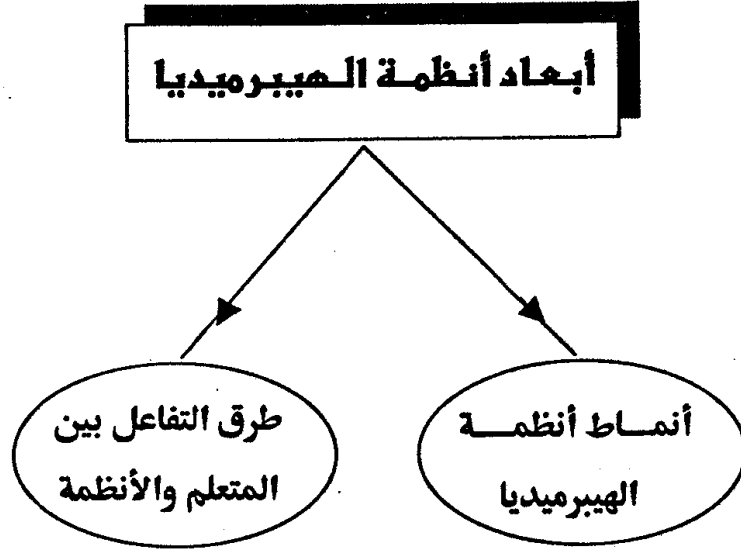 أبعاد أنظمة الهيبرميديا
أنماط أنظمة
الهيبرميديا
طرق التفاعل بين
المتعلم والأنظمة